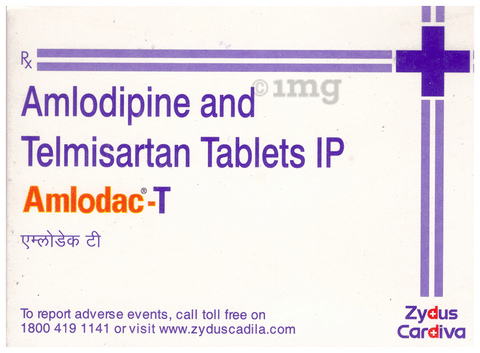 Rx
©1mg
Amlodipine and
Telmisartan Tablets IP
Amlodac®-T
एम्लोडेक टी
To report adverse events, call toll free on
1800 419 1141 or visit www.zyduscadila.com
Zydus
Cardiva